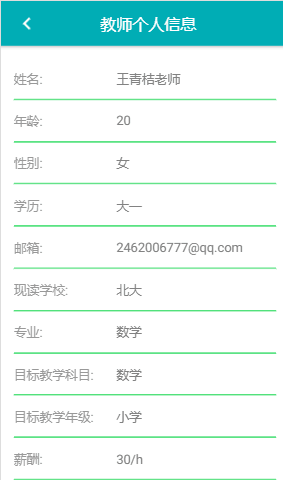 教师个人信息
姓名: 王青桔老师
年龄: 20
性别: 女
学历: 大一
邮箱: 2462006777@qq.com
现读学校: 北大
专业: 数学
目标教学科目: 数学
目标教学年级: 小学
薪酬: 30/h